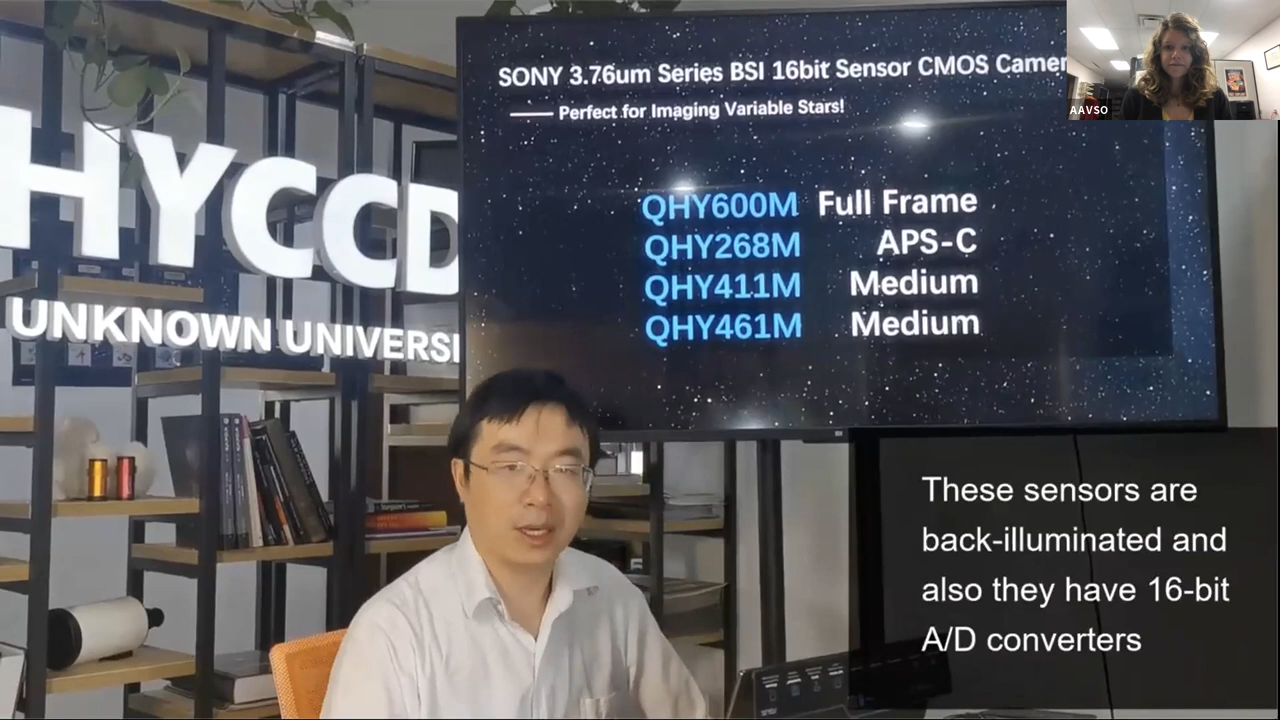 SONY 3.76um Series BSI 16bit Sensor CMOS Camer
Perfect for Imaging Variable Stars!
AAVSO
HYCCD
UNKNOWN UNIVERSI
QHY600M Full Frame
QHY268M APS-C
QHY411M Medium
QHY461M Medium
These sensors are
back-illuminated and
also they have 16-bit
A/D converters